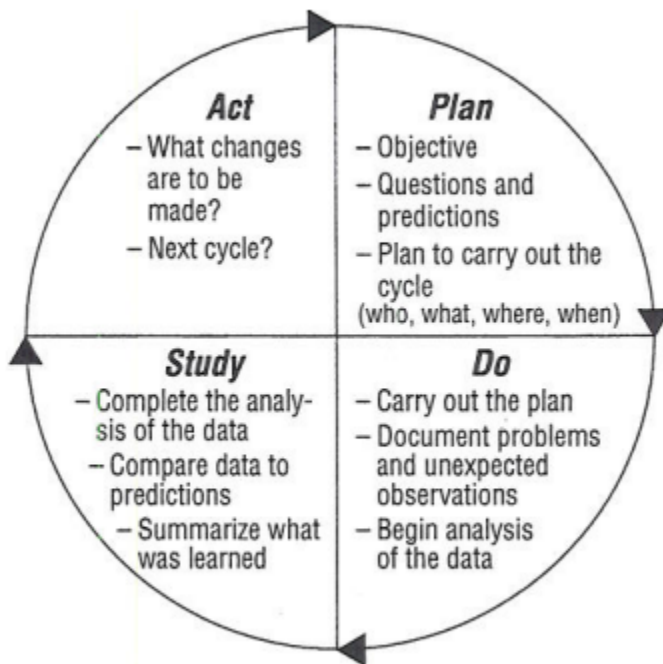 Act
– What changes
are to be
made?
– Next cycle?
Plan
– Objective
– Questions and
predictions
– Plan to carry out the
cycle
(who, what, where, when)
Study
– Complete the analy-
sis of the data
– Compare data to
predictions
– Summarize what
was learned
Do
– Carry out the plan
– Document problems
and unexpected
observations
– Begin analysis
of the data